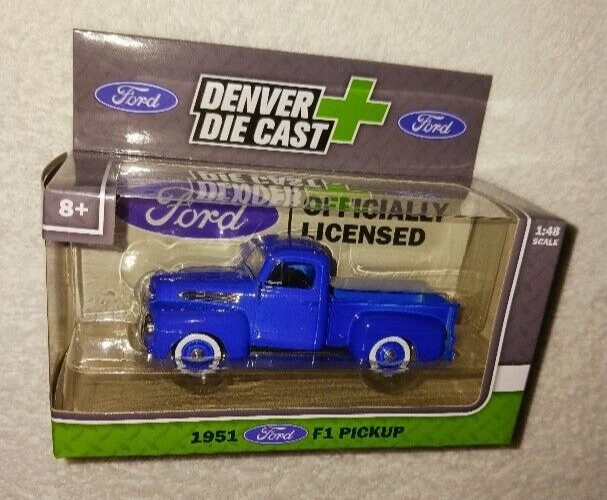 Ford
DENVER
DIE CAST
Ford
8+
Ford
OFFICIALLY
LICENSED
1:48
SCALE
1951 Ford F1 PICKUP